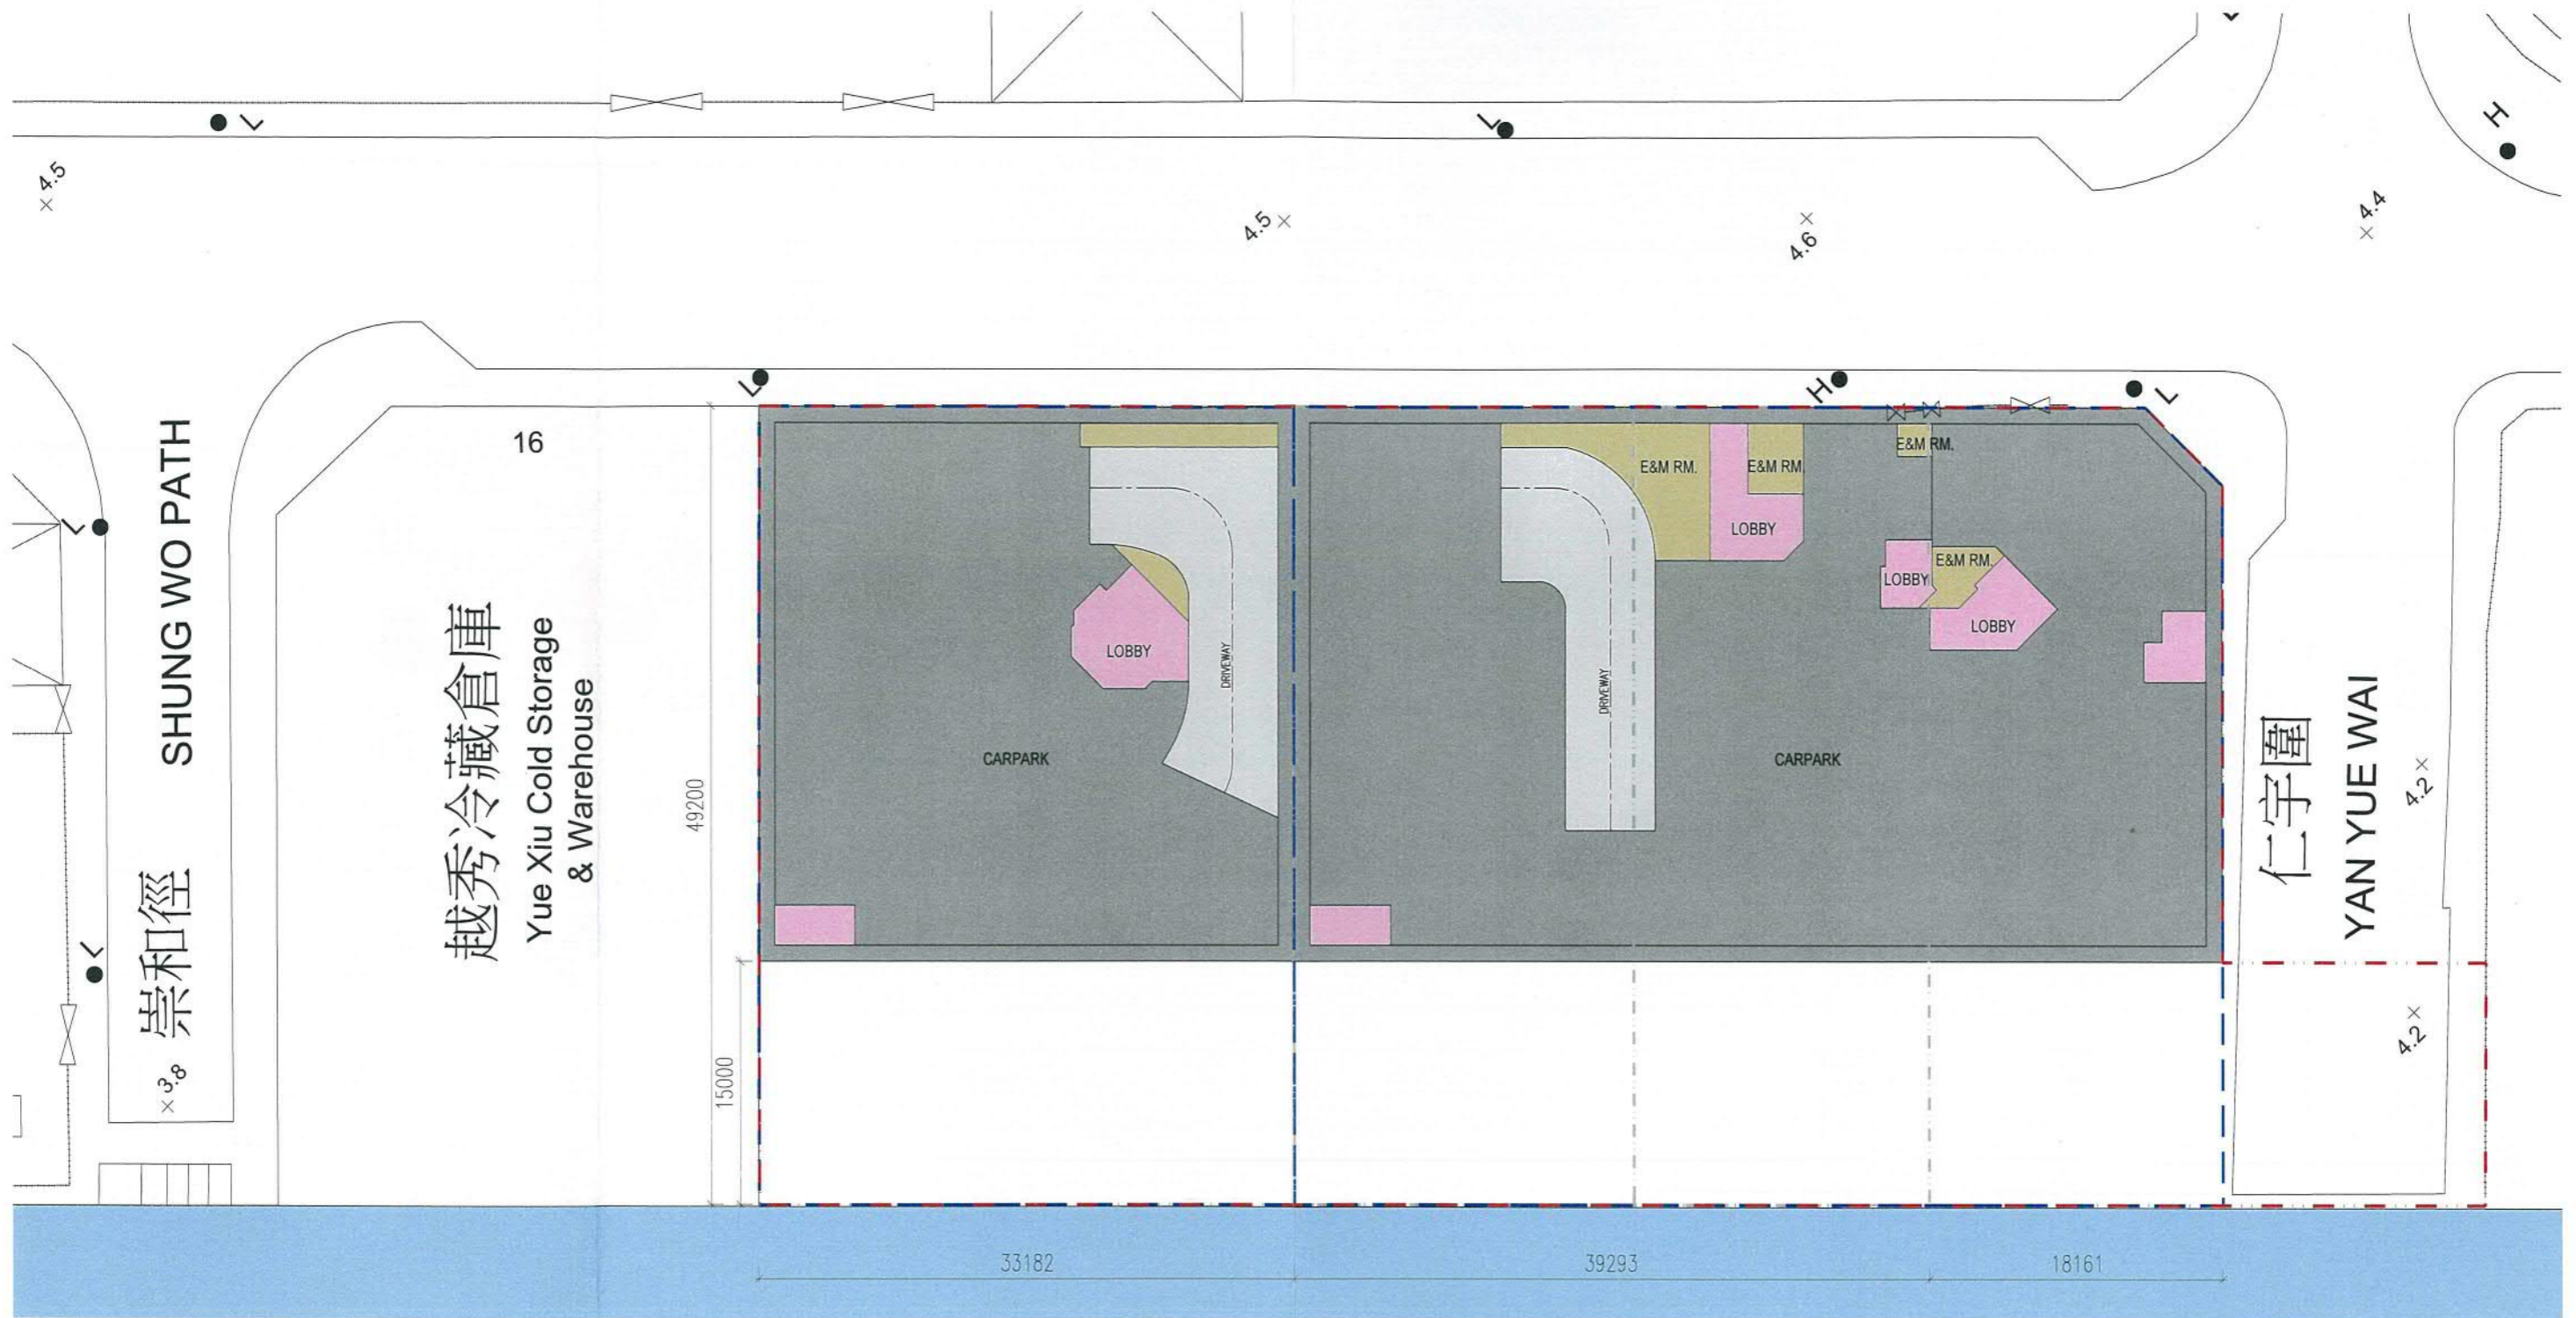 L
L
H
4.5
4.5
4.6
4.4
L
H
L
16
E&M RM.
E&M RM.
E&M RM.
LOBBY
L
SHUNG WO PATH
崇和徑
越秀冷藏倉庫
Yue Xiu Cold Storage
& Warehouse
E&M RM.
LOBBY
LOBBY
LOBBY
DRIVEWAY
DRIVEWAY
CARPARK
CARPARK
49200
仁宇圍
YAN YUE WAI
4.2
L
3.8
15000
4.2
33182
39293
18161